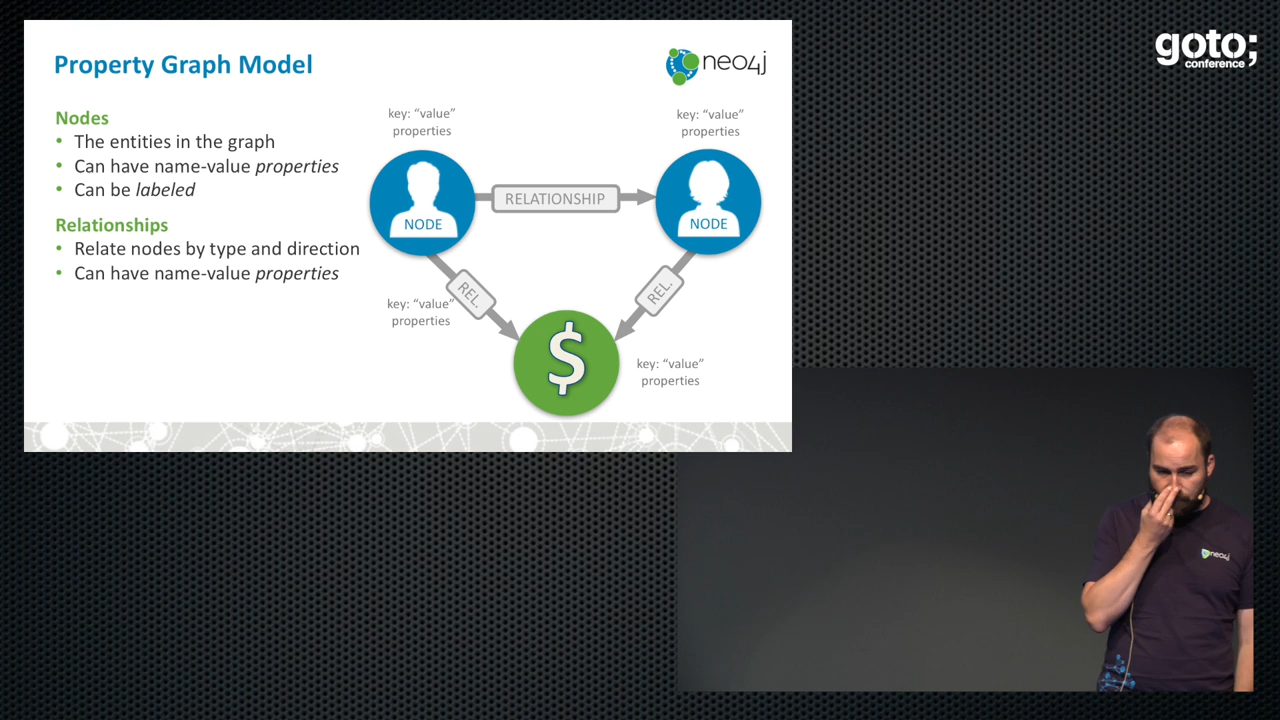 Property Graph Model
neo4j
goto;
conference
Nodes
• The entities in the graph
• Can have name-value properties
• Can be labeled
Relationships
• Relate nodes by type and direction
• Can have name-value properties
key: “value”
properties
key: “value”
properties
NODE
RELATIONSHIP
NODE
REL.
REL.
key: “value”
properties
$
key: “value”
properties
neo4j